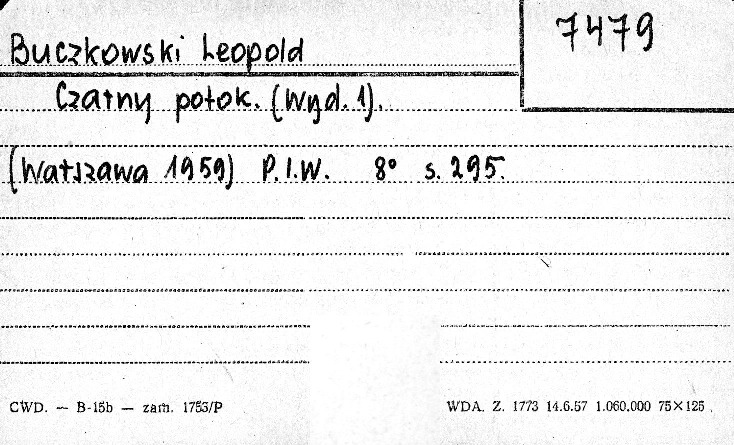 7479
Buczkowski Leopold
Czarny potok. (Wyd. 1).
(Warszawa 1959) P.I.W. 8° s. 295.
CWD. — B-15b — zam. 1753/P
WDA. Z. 1773 14.6.57 1.060.000 75×125